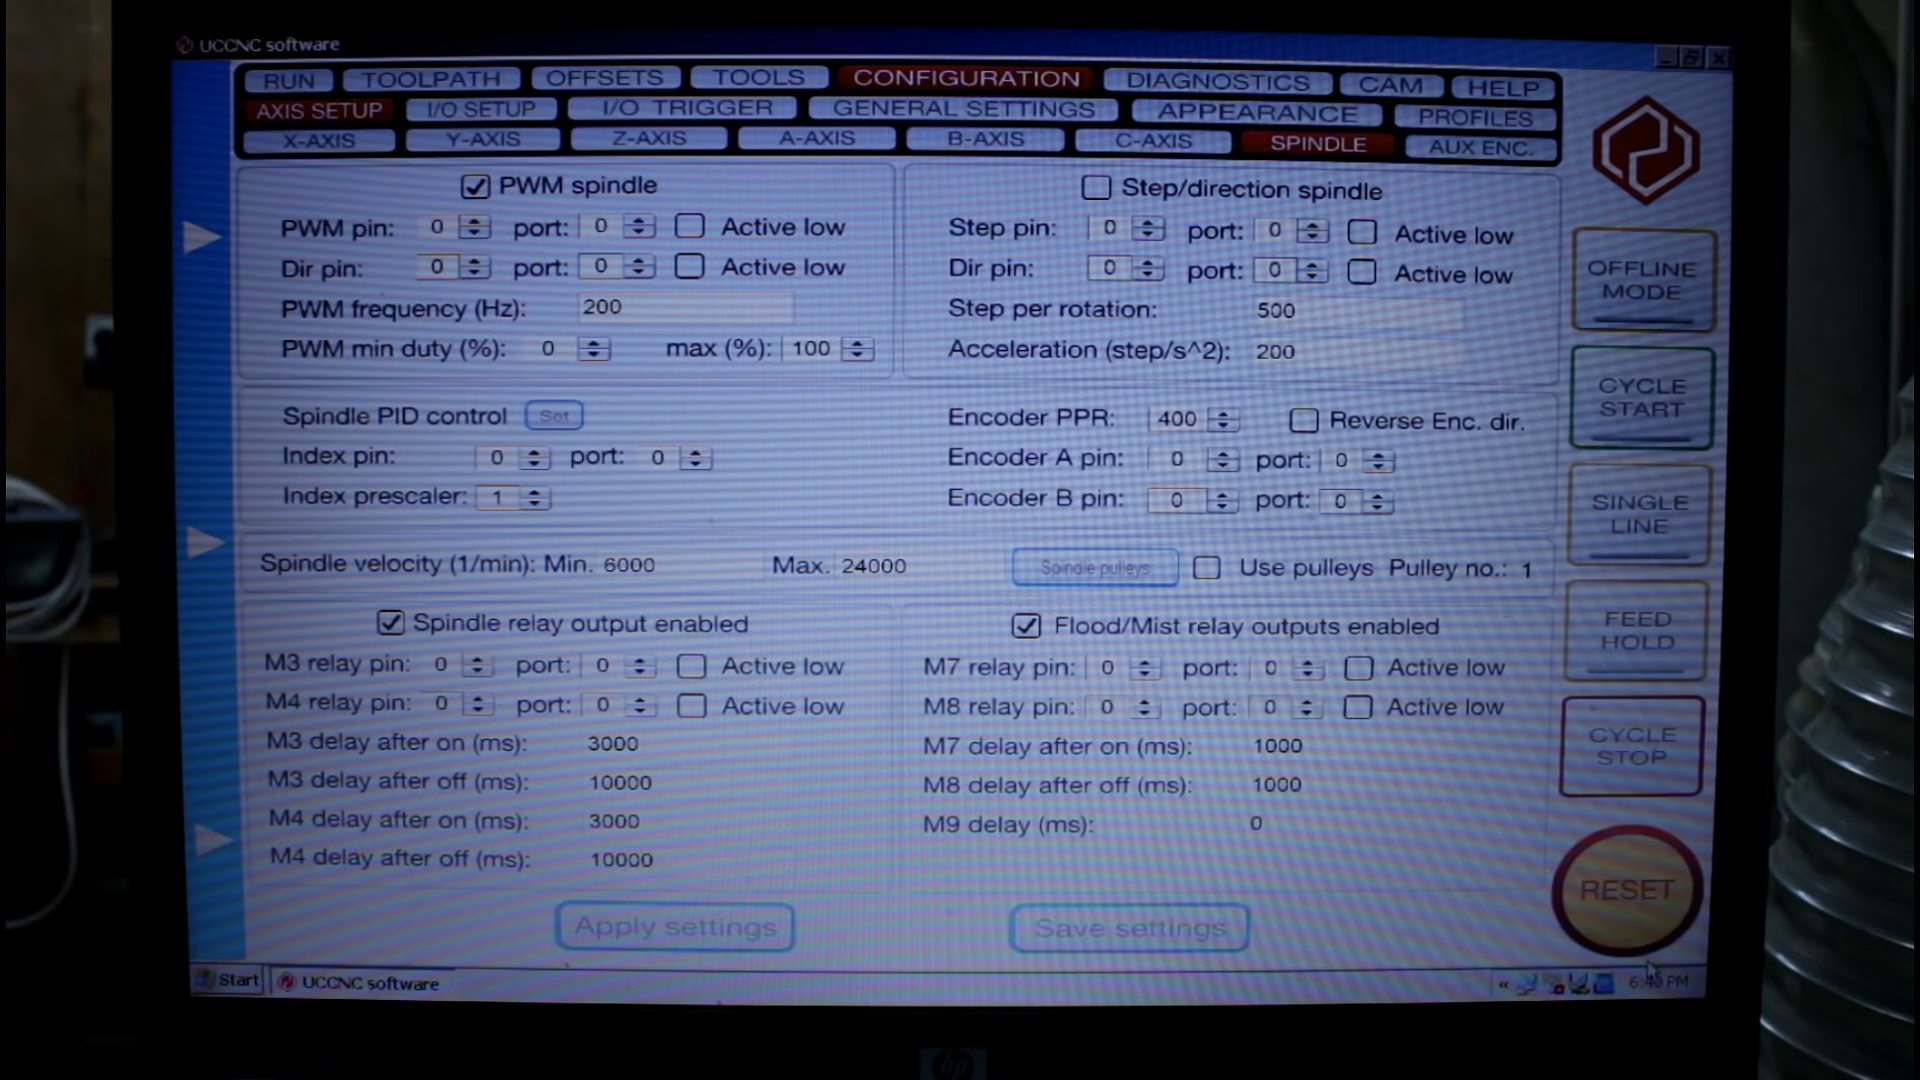 UCCNC software
RUN TOOLPATH OFFSETS TOOLS CONFIGURATION DIAGNOSTICS CAM HELP
AXIS SETUP I/O SETUP I/O TRIGGER GENERAL SETTINGS APPEARANCE PROFILES
X-AXIS Y-AXIS Z-AXIS A-AXIS B-AXIS C-AXIS SPINDLE AUX ENC.
PWM spindle
PWM pin: 0 port: 0 Active low
Dir pin: 0 port: 0 Active low
PWM frequency (Hz): 200
PWM min duty (%): 0 max (%): 100
Step/direction spindle
Step pin: 0 port: 0 Active low
Dir pin: 0 port: 0 Active low
Step per rotation: 500
Acceleration (step/s^2): 200
Spindle PID control Set
Index pin: 0 port: 0
Index prescaler: 1
Encoder PPR: 400 Reverse Enc. dir.
Encoder A pin: 0 port: 0
Encoder B pin: 0 port: 0
Spindle velocity (1/min): Min. 6000 Max. 24000 Spindle pulleys Use pulleys Pulley no.: 1
Spindle relay output enabled
M3 relay pin: 0 port: 0 Active low
M4 relay pin: 0 port: 0 Active low
M3 delay after on (ms): 3000
M3 delay after off (ms): 10000
M4 delay after on (ms): 3000
M4 delay after off (ms): 10000
Flood/Mist relay outputs enabled
M7 relay pin: 0 port: 0 Active low
M8 relay pin: 0 port: 0 Active low
M7 delay after on (ms): 1000
M8 delay after off (ms): 1000
M9 delay (ms): 0
Apply settings Save settings
OFFLINE
MODE
CYCLE
START
SINGLE
LINE
FEED
HOLD
CYCLE
STOP
RESET
Start UCCNC software « PM
hp